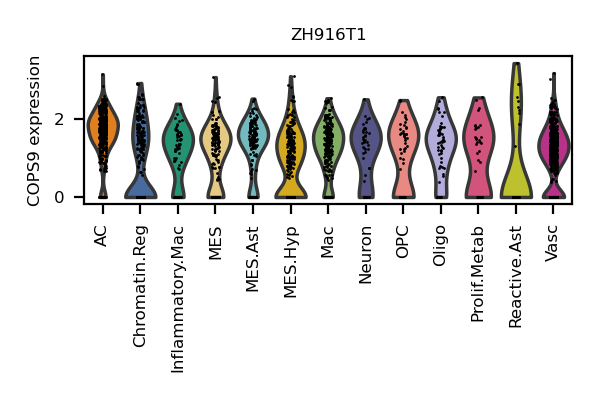 ZH916T1
COPS9 expression
2
0
AC
Chromatin.Reg
Inflammatory.Mac
MES
MES.Ast
MES.Hyp
Mac
Neuron
OPC
Oligo
Prolif.Metab
Reactive.Ast
Vasc